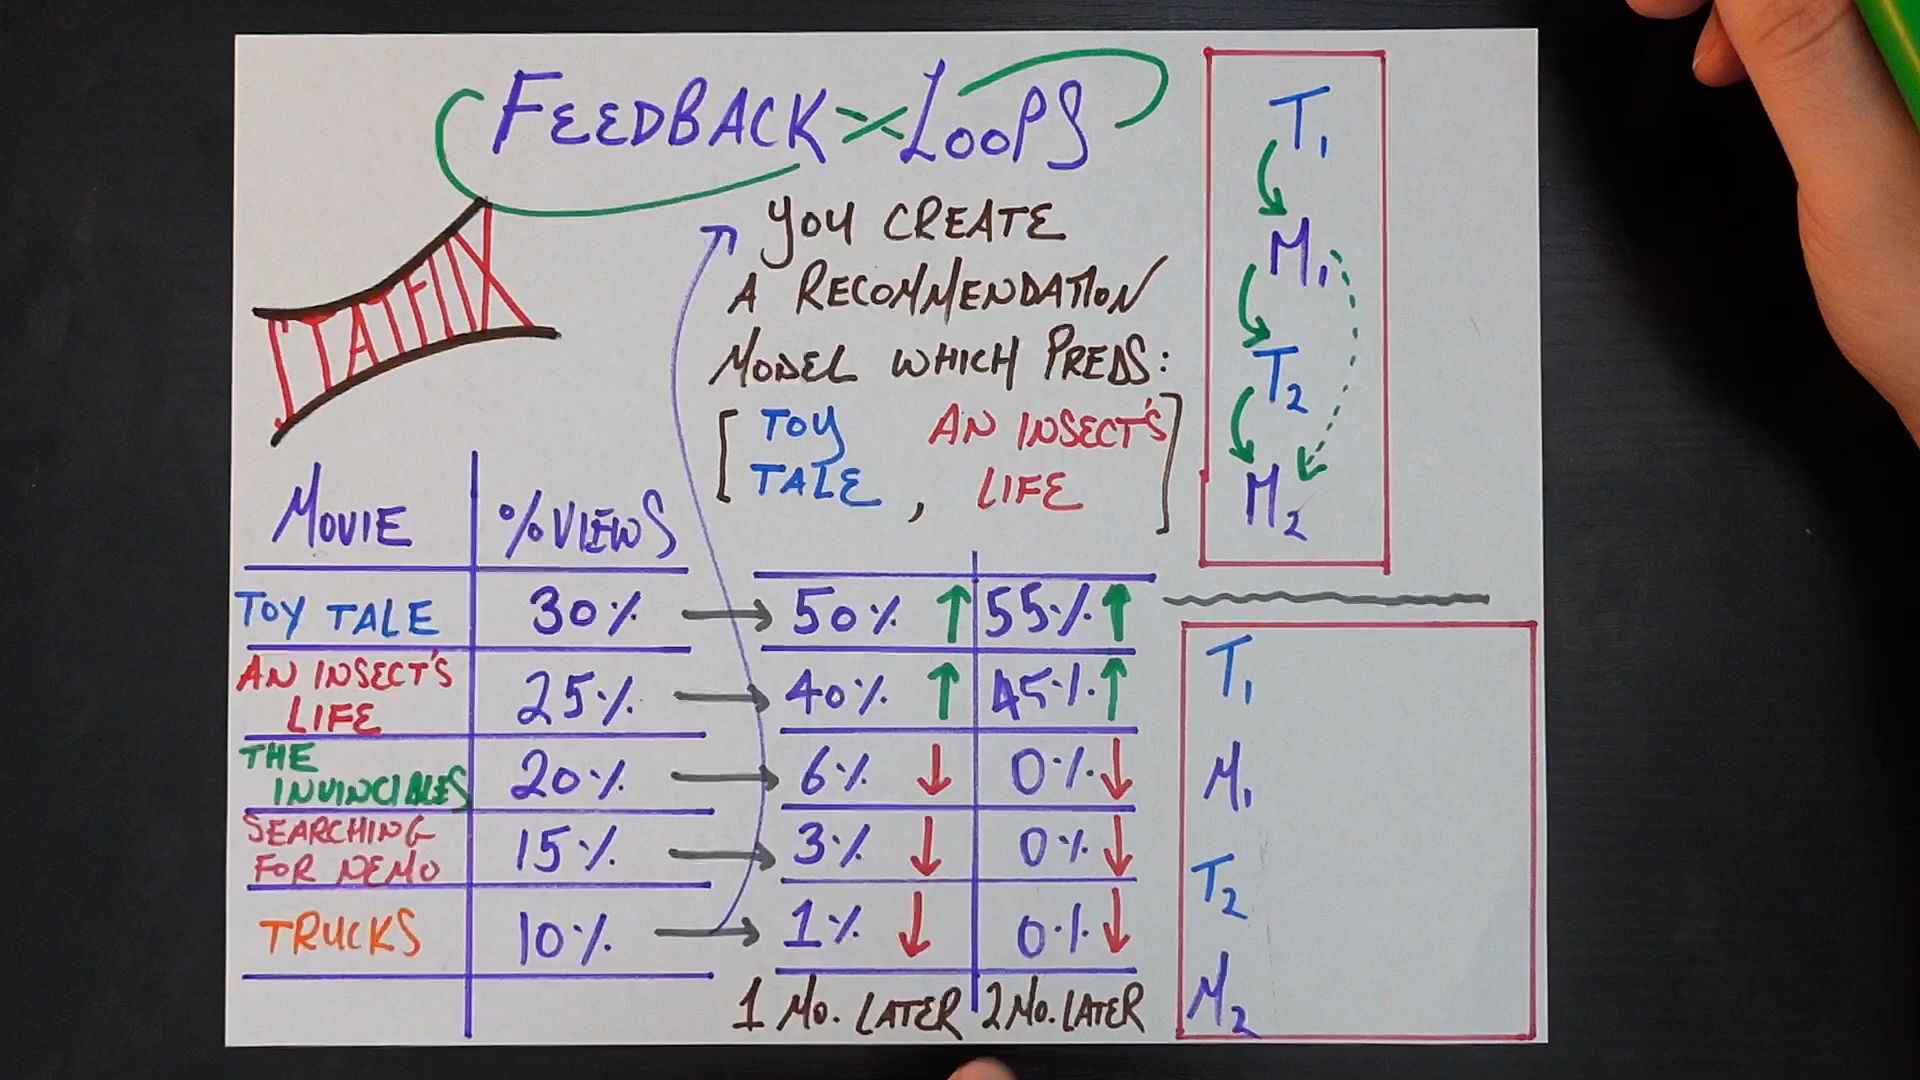 FEEDBACK LOOPS
STATFLIX
YOU CREATE
A RECOMMENDATION
MODEL WHICH PREDS:
[TOY AN INSECT'S
TALE, LIFE]
MOVIE %VIEWS
TOY TALE 30% 50% 55%
AN INSECT'S
LIFE 25% 40% 45%
THE
INVINCIBLES 20% 6% 0%
SEARCHING
FOR NEMO 15% 3% 0%
TRUCKS 10% 1% 0%
1 MO. LATER 2 MO. LATER
T1
M1
T2
M2
T1
M1
T2
M2